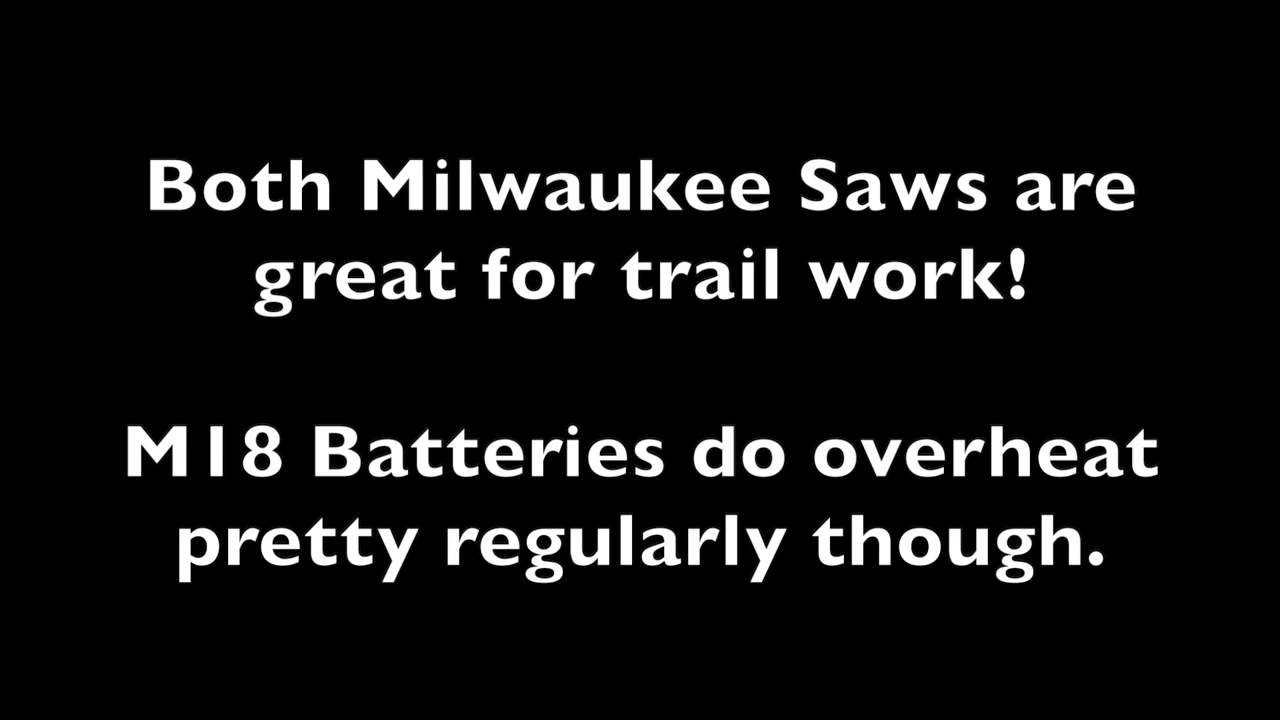 Both Milwaukee Saws are
great for trail work!
M18 Batteries do overheat
pretty regularly though.